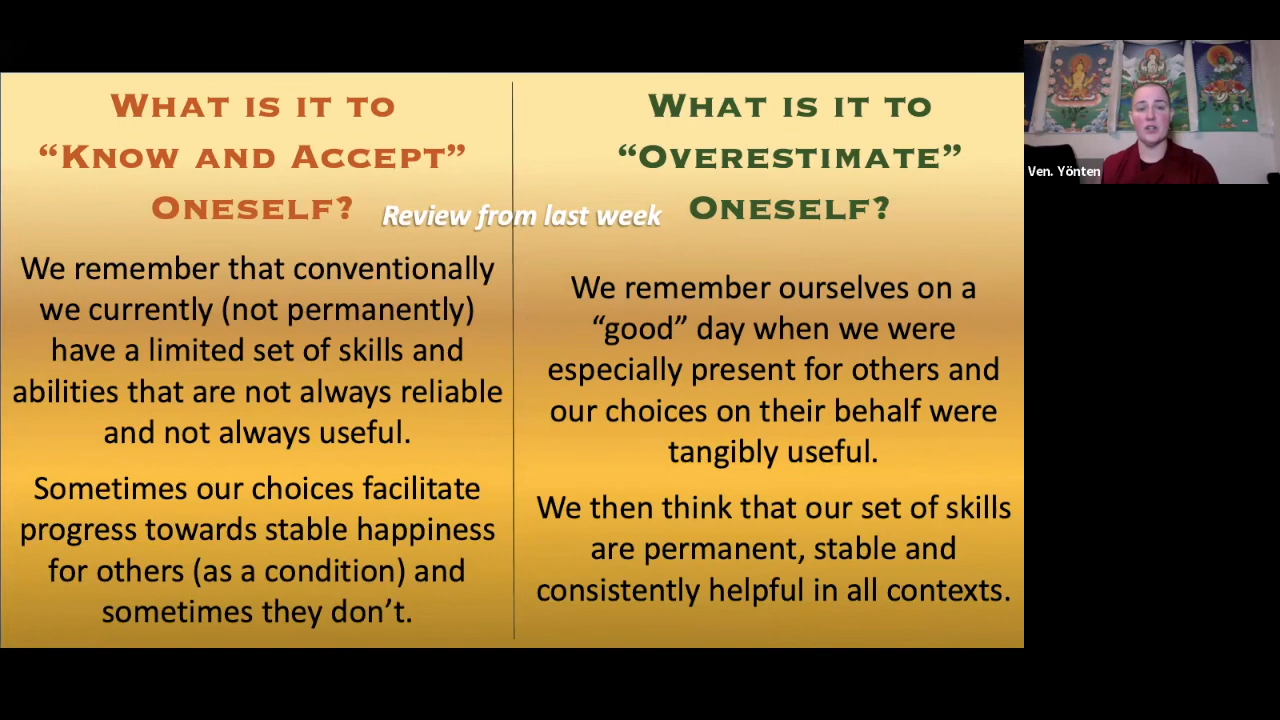 WHAT IS IT TO
“KNOW AND ACCEPT”
ONESELF?
We remember that conventionally
we currently (not permanently)
have a limited set of skills and
abilities that are not always reliable
and not always useful.
Sometimes our choices facilitate
progress towards stable happiness
for others (as a condition) and
sometimes they don’t.
Review from last week
WHAT IS IT TO
“OVERESTIMATE”
ONESELF?
We remember ourselves on a
“good” day when we were
especially present for others and
our choices on their behalf were
tangibly useful.
We then think that our set of skills
are permanent, stable and
consistently helpful in all contexts.
Ven. Yönten